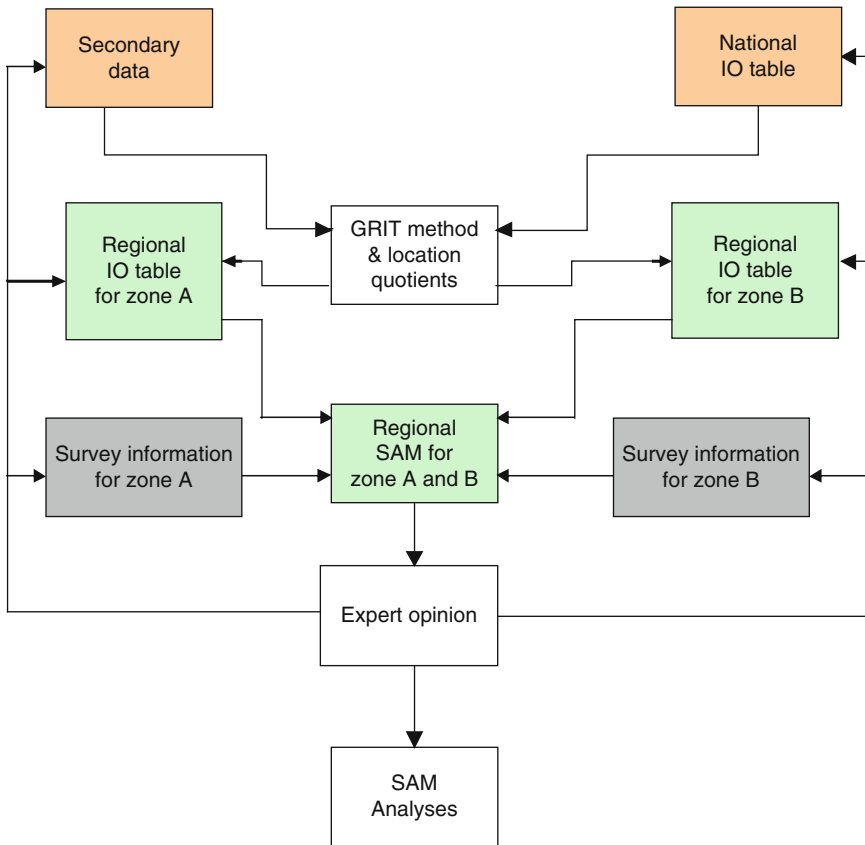 Secondary
data
National
IO table
Regional
IO table
for zone A
GRIT method
& location
quotients
Regional
IO table
for zone B
Survey information
for zone A
Regional
SAM for
zone A and B
Survey information
for zone B
Expert opinion
SAM
Analyses